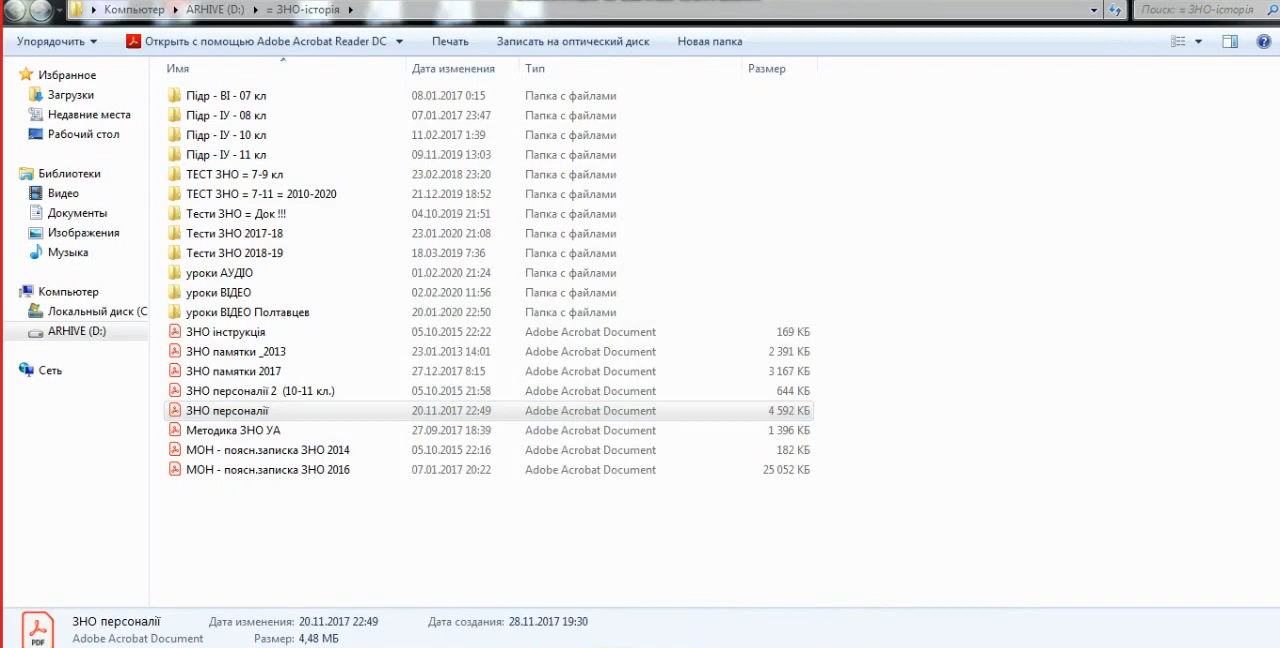 Компьютер ▸ ARHIVE (D:) ▸ = ЗНО-історія ▸ Поиск: = ЗНО-історія
Упорядочить Открыть с помощью Adobe Acrobat Reader DC Печать Записать на оптический диск Новая папка
Имя Дата изменения Тип Размер
Избранное
Загрузки
Недавние места
Рабочий стол
Библиотеки
Видео
Документы
Изображения
Музыка
Компьютер
Локальный диск (C
ARHIVE (D:)
Сеть
Підр - ВІ - 07 кл 08.01.2017 0:15 Папка с файлами
Підр - ІУ - 08 кл 07.01.2017 23:47 Папка с файлами
Підр - ІУ - 10 кл 11.02.2017 1:39 Папка с файлами
Підр - ІУ - 11 кл 09.11.2019 13:03 Папка с файлами
ТЕСТ ЗНО = 7-9 кл 23.02.2018 23:20 Папка с файлами
ТЕСТ ЗНО = 7-11 = 2010-2020 21.12.2019 18:52 Папка с файлами
Тести ЗНО = Док !!! 04.10.2019 21:51 Папка с файлами
Тести ЗНО 2017-18 23.01.2020 21:08 Папка с файлами
Тести ЗНО 2018-19 18.03.2019 7:36 Папка с файлами
уроки АУДІО 01.02.2020 21:24 Папка с файлами
уроки ВІДЕО 02.02.2020 11:56 Папка с файлами
уроки ВІДЕО Полтавцев 20.01.2020 22:50 Папка с файлами
ЗНО інструкція 05.10.2015 22:22 Adobe Acrobat Document 169 КБ
ЗНО памятки _2013 23.01.2013 14:01 Adobe Acrobat Document 2 391 КБ
ЗНО памятки 2017 27.12.2017 8:15 Adobe Acrobat Document 3 167 КБ
ЗНО персоналії 2 (10-11 кл.) 05.10.2015 21:58 Adobe Acrobat Document 644 КБ
ЗНО персоналії 20.11.2017 22:49 Adobe Acrobat Document 4 592 КБ
Методика ЗНО УА 27.09.2017 18:39 Adobe Acrobat Document 1 396 КБ
МОН - поясн.записка ЗНО 2014 05.10.2015 22:16 Adobe Acrobat Document 182 КБ
МОН - поясн.записка ЗНО 2016 07.01.2017 20:22 Adobe Acrobat Document 25 052 КБ
ЗНО персоналії Дата изменения: 20.11.2017 22:49 Дата создания: 28.11.2017 19:30
Adobe Acrobat Document Размер: 4,48 МБ
PDF